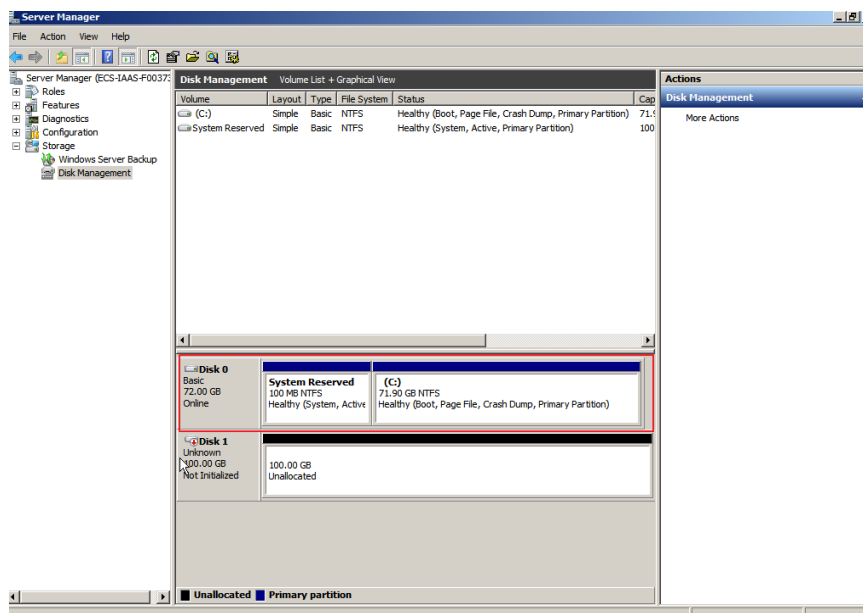 Server Manager
File Action View Help
Server Manager (ECS-IAAS-F0037
Roles
Features
Diagnostics
Configuration
Storage
Windows Server Backup
Disk Management
Disk Management Volume List + Graphical View
Volume Layout Type File System Status Cap
(C:) Simple Basic NTFS Healthy (Boot, Page File, Crash Dump, Primary Partition) 71.9
System Reserved Simple Basic NTFS Healthy (System, Active, Primary Partition) 100
Disk 0
Basic
72.00 GB
Online
System Reserved
100 MB NTFS
Healthy (System, Active
(C:)
71.90 GB NTFS
Healthy (Boot, Page File, Crash Dump, Primary Partition)
Disk 1
Unknown
100.00 GB
Not Initialized
100.00 GB
Unallocated
Unallocated Primary partition
Actions
Disk Management
More Actions